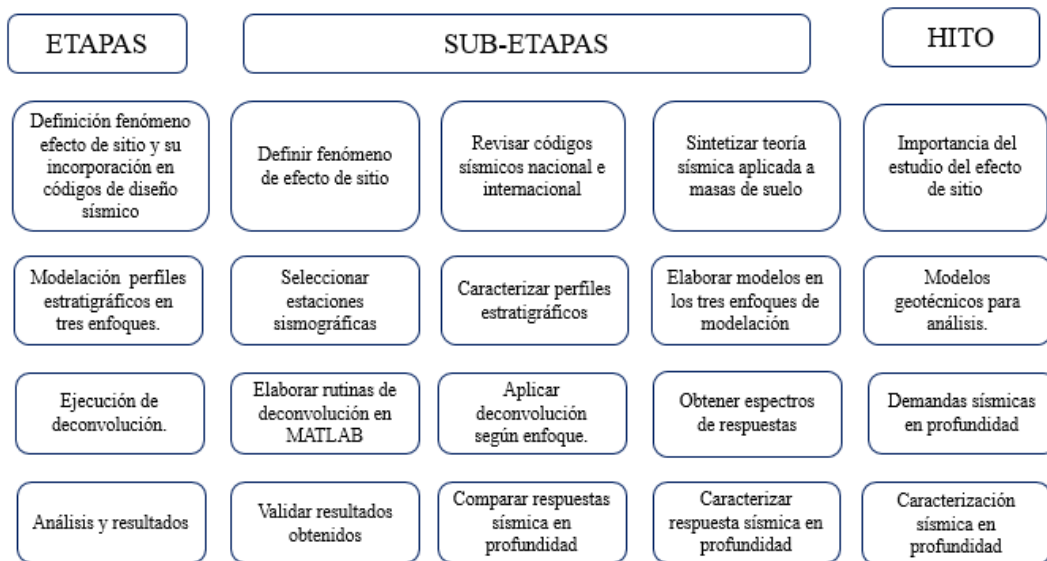 ETAPAS
SUB-ETAPAS
HITO
Definición fenómeno
efecto de sitio y su
incorporación en
códigos de diseño
sísmico
Definir fenómeno
de efecto de sitio
Revisar códigos
sísmicos nacional e
internacional
Sintetizar teoría
sísmica aplicada a
masas de suelo
Importancia del
estudio del efecto
de sitio
Modelación perfiles
estratigráficos en
tres enfoques.
Seleccionar
estaciones
sismográficas
Caracterizar perfiles
estratigráficos
Elaborar modelos en
los tres enfoques de
modelación
Modelos
geotécnicos para
análisis.
Ejecución de
deconvolución.
Elaborar rutinas de
deconvolución en
MATLAB
Aplicar
deconvolución
según enfoque.
Obtener espectros
de respuestas
Demandas sísmicas
en profundidad
Análisis y resultados
Validar resultados
obtenidos
Comparar respuestas
sísmica en
profundidad
Caracterizar
respuesta sísmica en
profundidad
Caracterización
sísmica en
profundidad